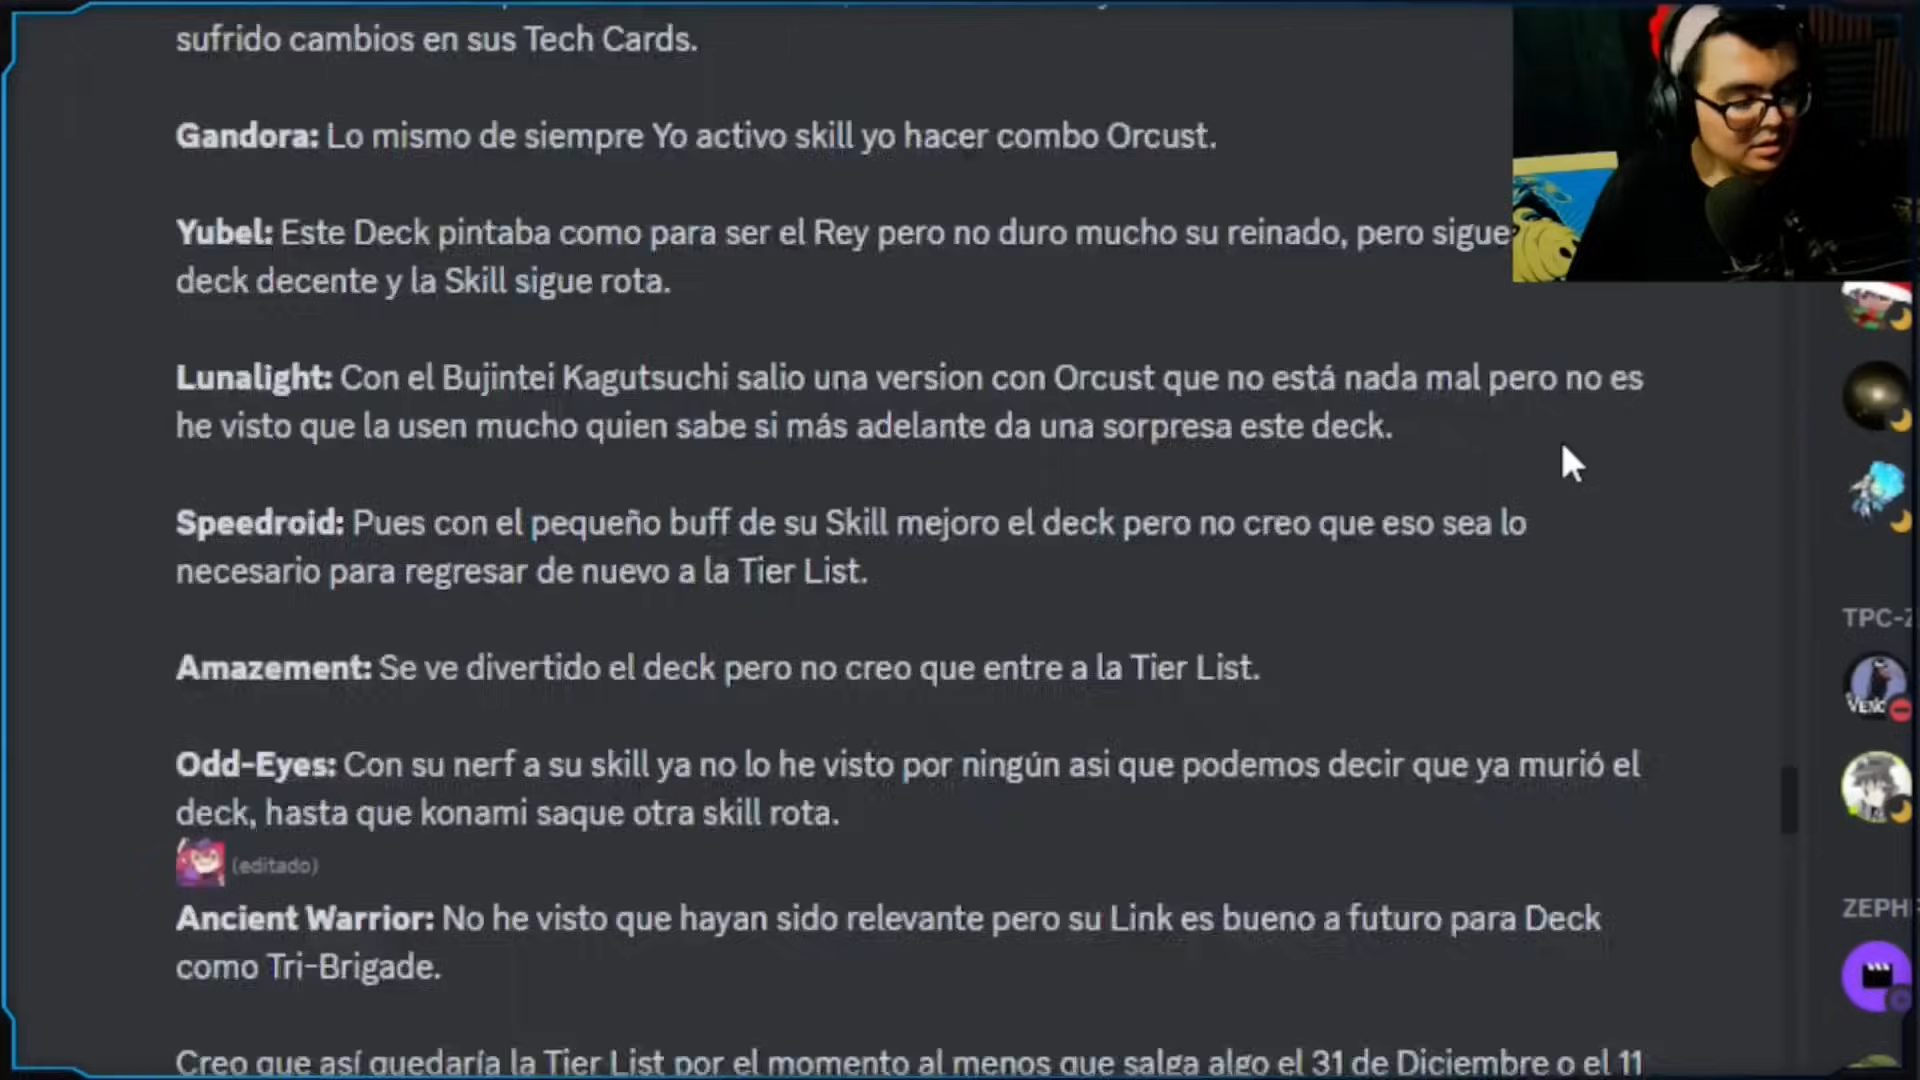 sufrido cambios en sus Tech Cards.
Gandora: Lo mismo de siempre Yo activo skill yo hacer combo Orcust.
Yubel: Este Deck pintaba como para ser el Rey pero no duro mucho su reinado, pero sigue
deck decente y la Skill sigue rota.
Lunalight: Con el Bujintei Kagutsuchi salio una version con Orcust que no está nada mal pero no es
he visto que la usen mucho quien sabe si más adelante da una sorpresa este deck.
Speedroid: Pues con el pequeño buff de su Skill mejoro el deck pero no creo que eso sea lo
necesario para regresar de nuevo a la Tier List.
Amazement: Se ve divertido el deck pero no creo que entre a la Tier List.
Odd-Eyes: Con su nerf a su skill ya no lo he visto por ningún asi que podemos decir que ya murió el
deck, hasta que konami saque otra skill rota.
(editado)
Ancient Warrior: No he visto que hayan sido relevante pero su Link es bueno a futuro para Deck
como Tri-Brigade.
Creo que así quedaría la Tier List por el momento al menos que salga algo el 31 de Diciembre o el 11
TPC-Z
VENO
ZEPH